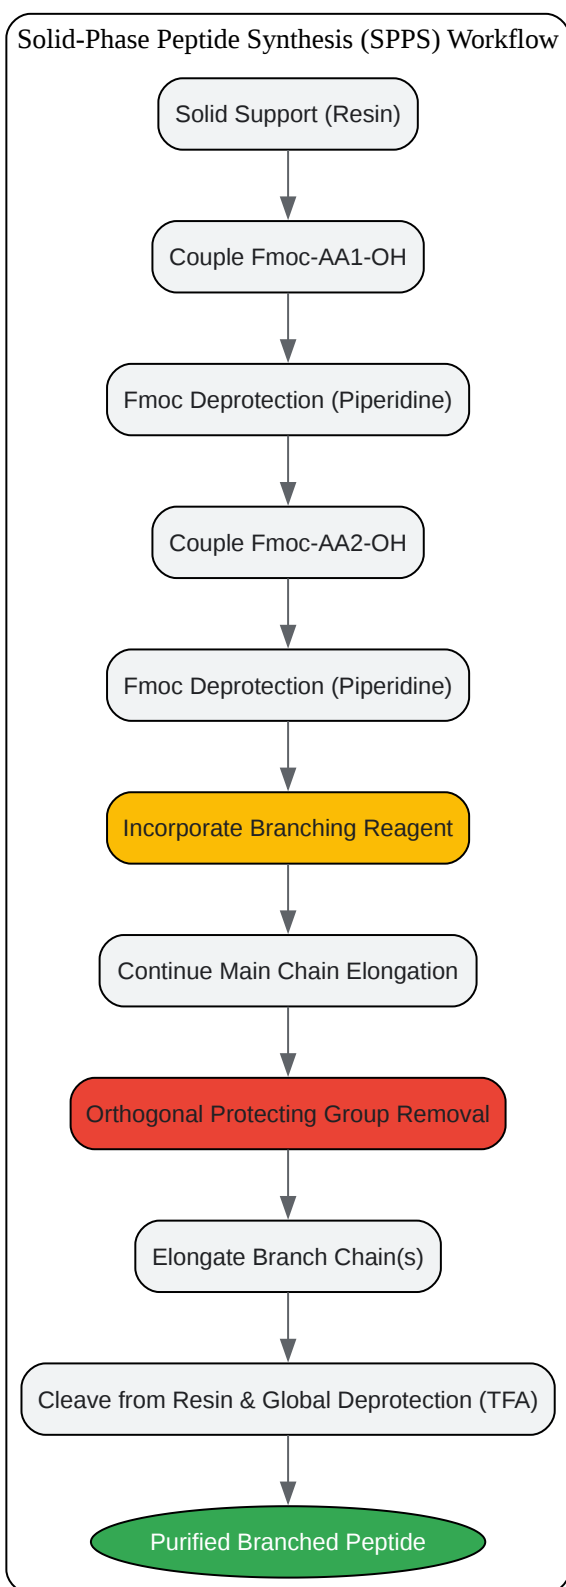 Solid-Phase Peptide Synthesis (SPPS) Workflow
Solid Support (Resin)
Couple Fmoc-AA1-OH
Fmoc Deprotection (Piperidine)
Couple Fmoc-AA2-OH
Fmoc Deprotection (Piperidine)
Incorporate Branching Reagent
Continue Main Chain Elongation
Orthogonal Protecting Group Removal
Elongate Branch Chain(s)
Cleave from Resin & Global Deprotection (TFA)
Purified Branched Peptide